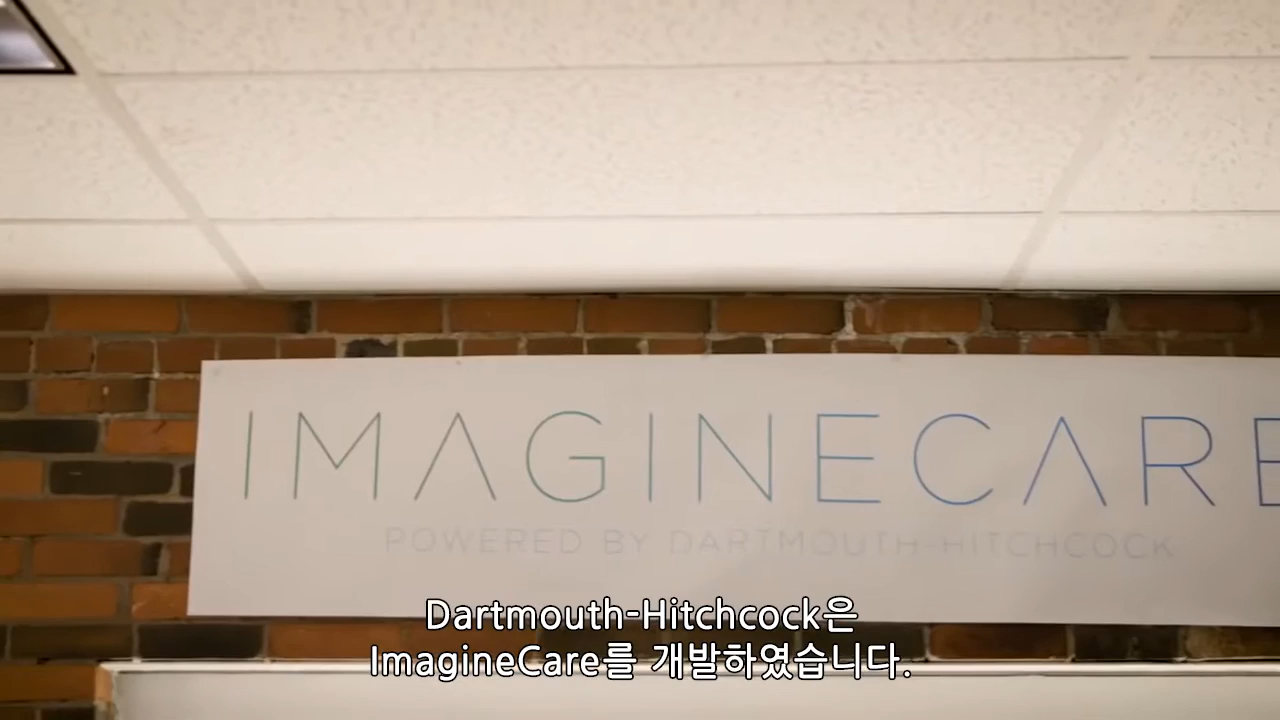 IMAGINECARE
POWERED BY DARTMOUTH-HITCHCOCK
Dartmouth-Hitchcock은
ImagineCare를 개발하였습니다.